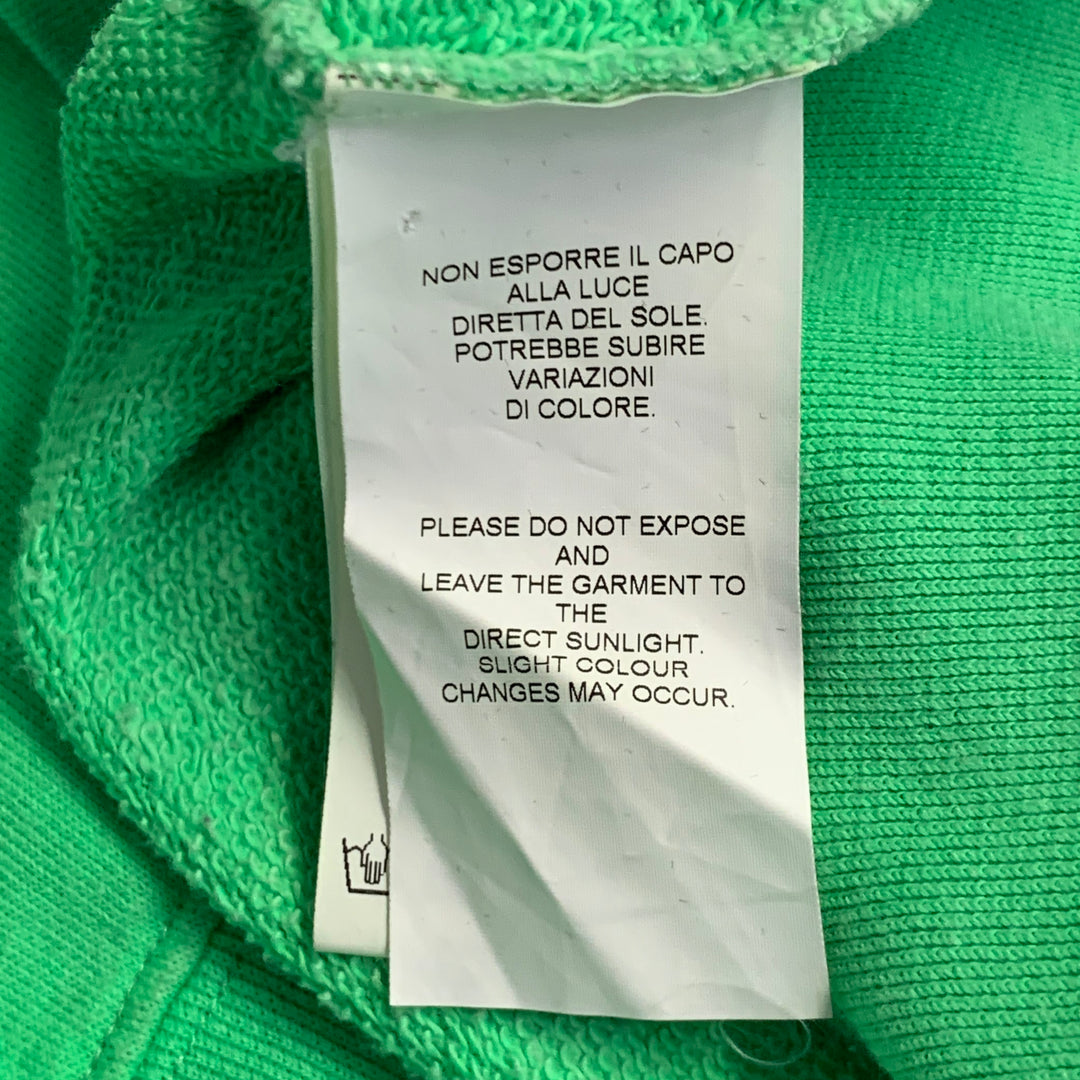 NON ESPORRE IL CAPO
ALLA LUCE
DIRETTA DEL SOLE.
POTREBBE SUBIRE
VARIAZIONI
DI COLORE.
PLEASE DO NOT EXPOSE
AND
LEAVE THE GARMENT TO
THE
DIRECT SUNLIGHT.
SLIGHT COLOUR
CHANGES MAY OCCUR.